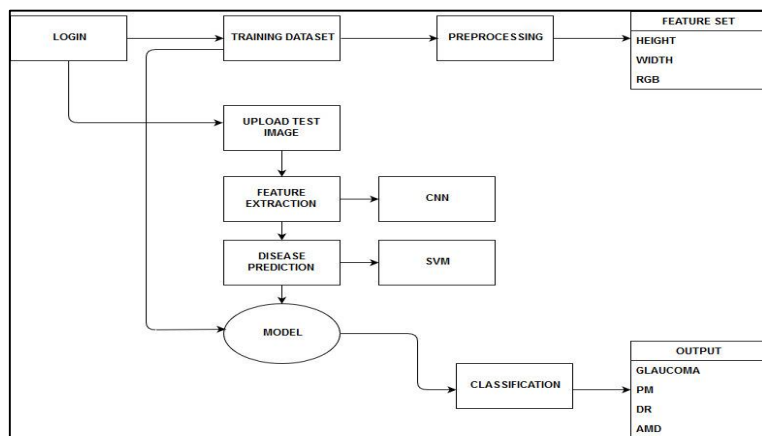 LOGIN
TRAINING DATASET
PREPROCESSING
FEATURE SET
HEIGHT
WIDTH
RGB
UPLOAD TEST
IMAGE
FEATURE
EXTRACTION
CNN
DISEASE
PREDICTION
SVM
MODEL
CLASSIFICATION
OUTPUT
GLAUCOMA
PM
DR
AMD